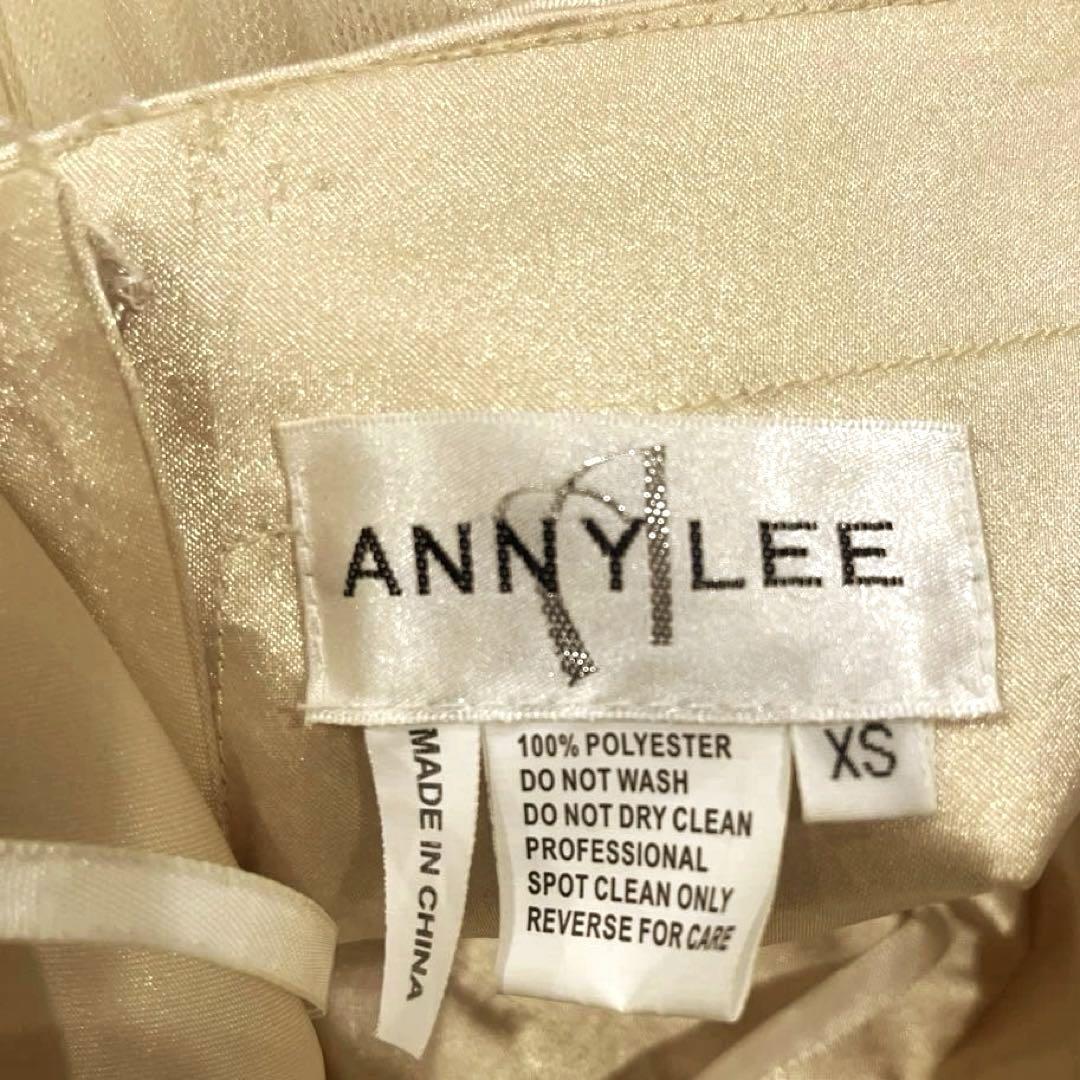 ANNY LEE
MADE IN CHINA
100% POLYESTER
DO NOT WASH
DO NOT DRY CLEAN
PROFESSIONAL
SPOT CLEAN ONLY
REVERSE FOR CARE
XS